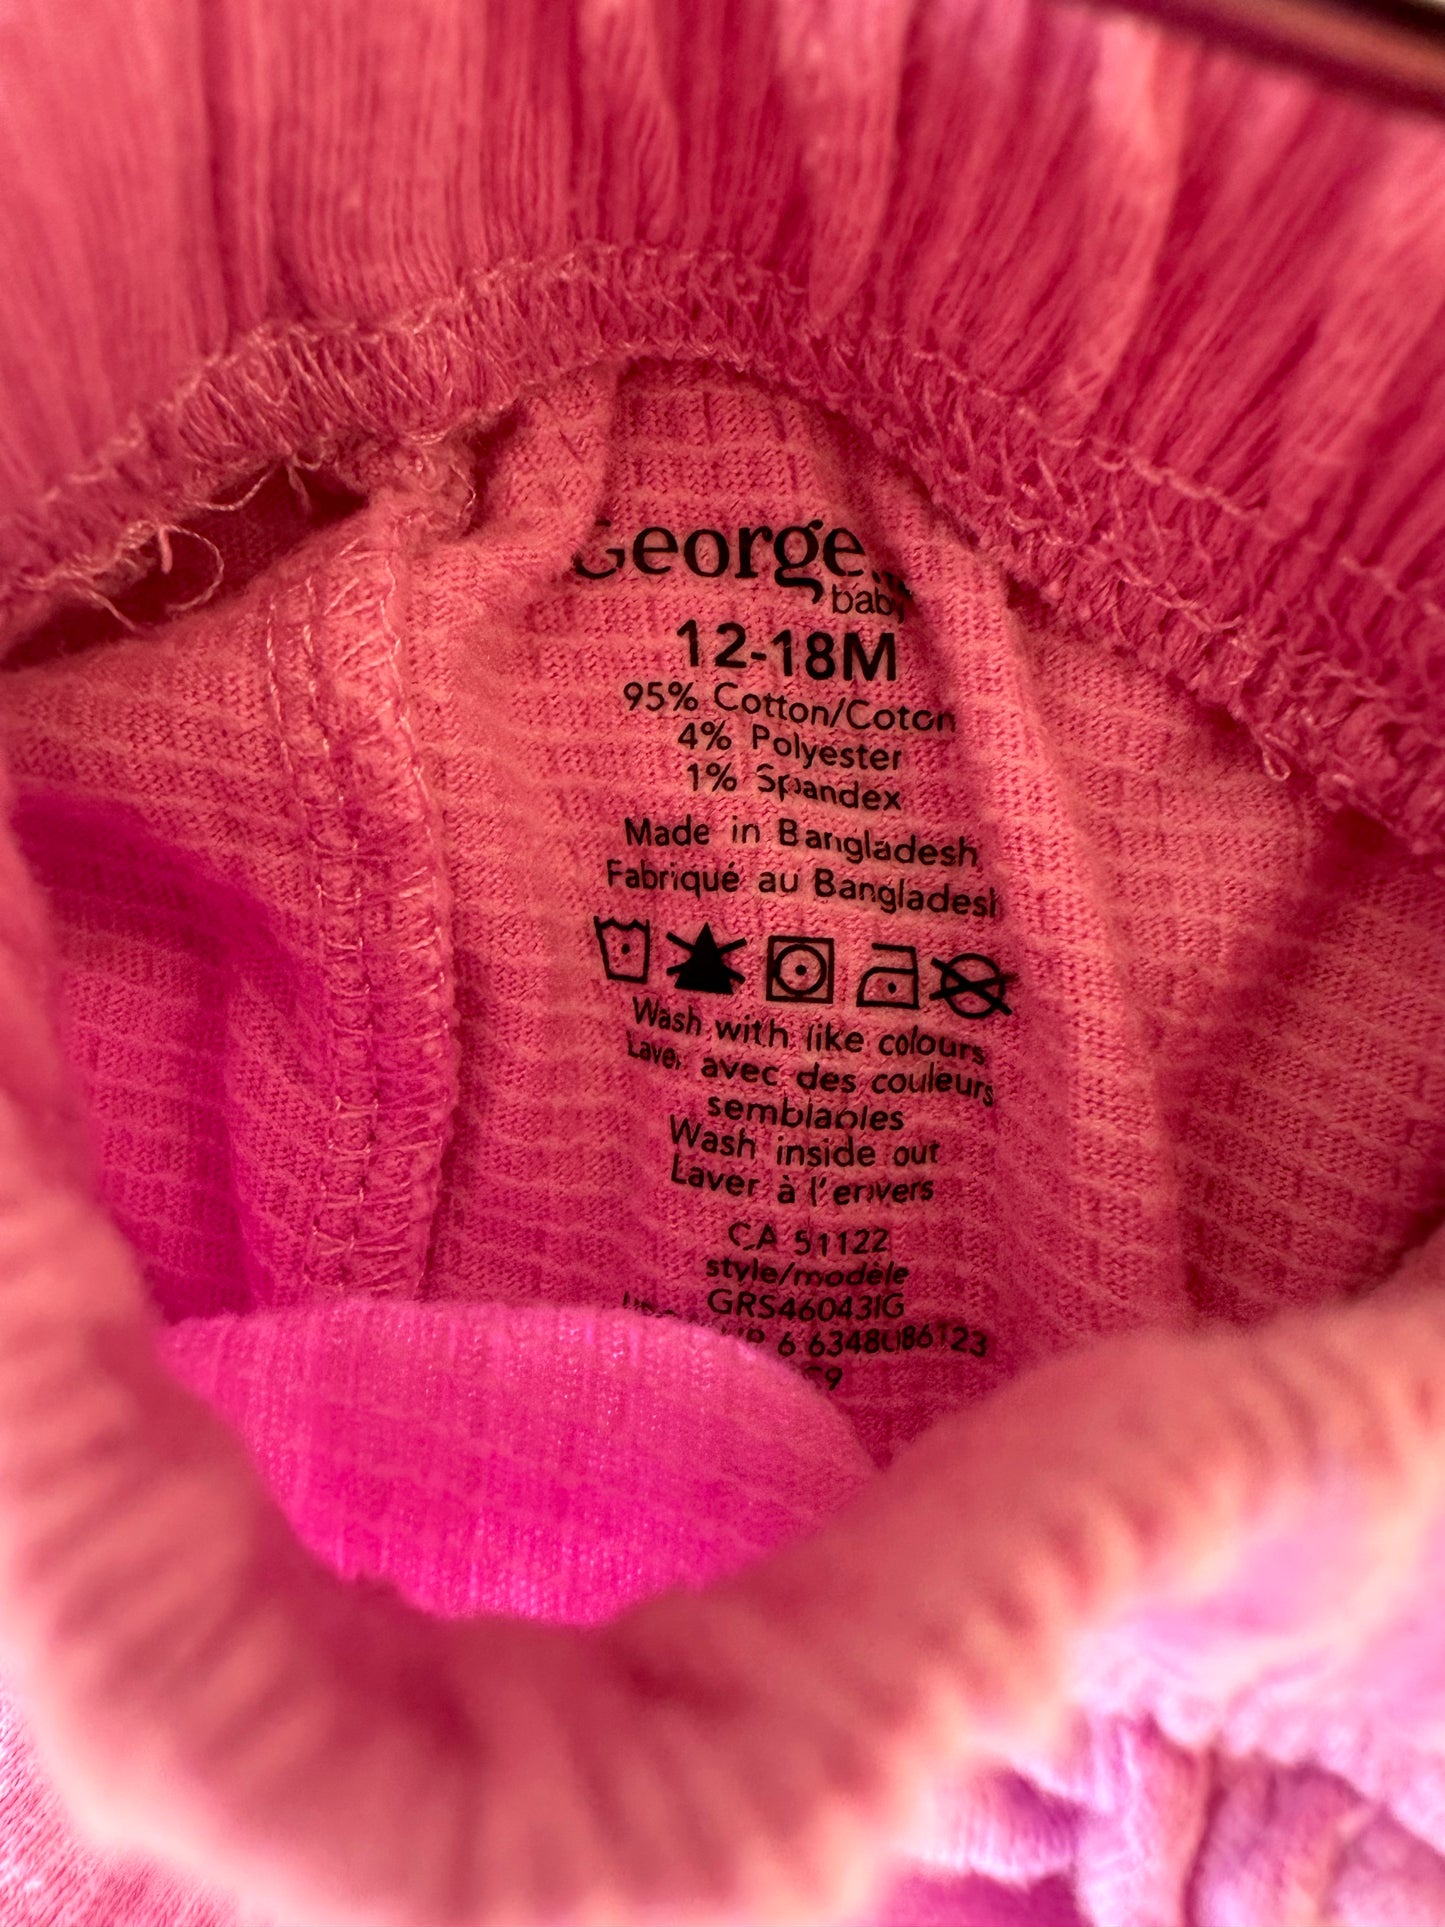 George.
baby
12-18M
95% Cotton/Coton
4% Polyester
1% Spandex
Made in Bangladesh
Fabriqué au Bangladesh
Wash with like colours
Laver avec des couleurs
semblables
Wash inside out
Laver à l'envers
CA 51122
style/modèle
GRS46043IG